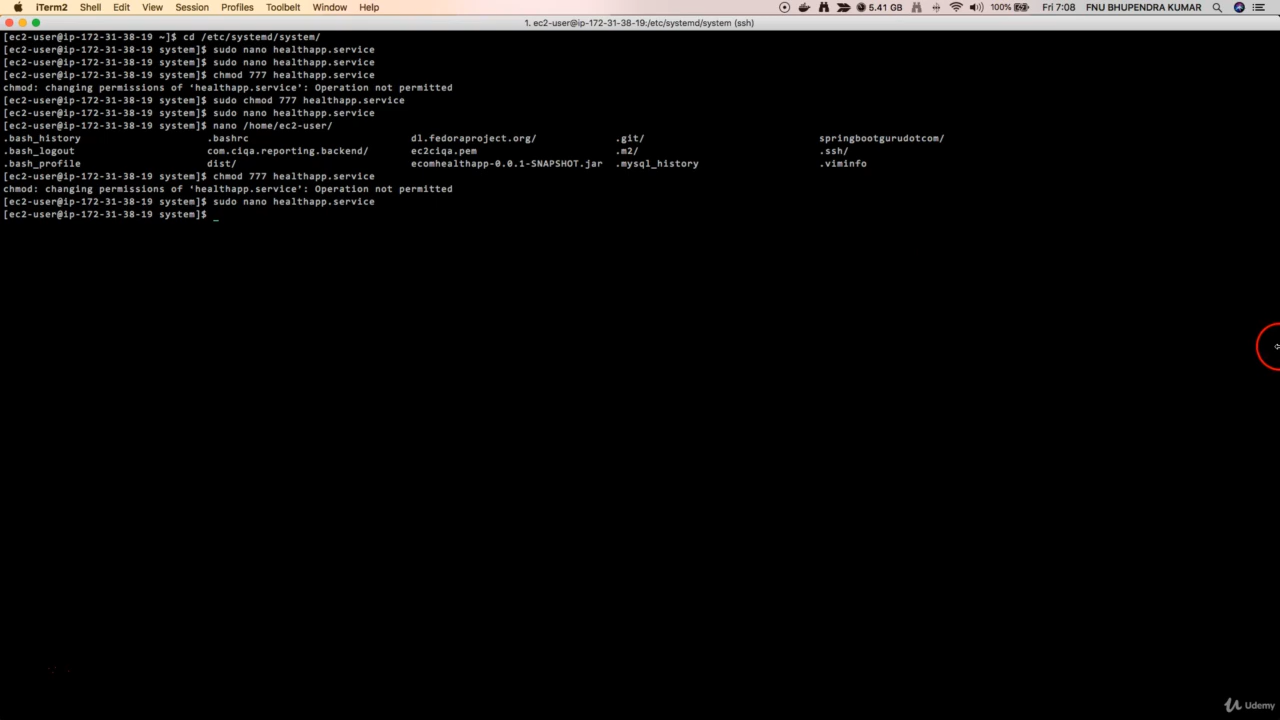 iTerm2 Shell Edit View Session Profiles Toolbelt Window Help 5.41 GB 100% Fri 7:08 FNU BHUPENDRA KUMAR
1. ec2-user@ip-172-31-38-19:/etc/systemd/system (ssh)
[ec2-user@ip-172-31-38-19 ~]$ cd /etc/systemd/system/
[ec2-user@ip-172-31-38-19 system]$ sudo nano healthapp.service
[ec2-user@ip-172-31-38-19 system]$ sudo nano healthapp.service
[ec2-user@ip-172-31-38-19 system]$ chmod 777 healthapp.service
chmod: changing permissions of ‘healthapp.service’: Operation not permitted
[ec2-user@ip-172-31-38-19 system]$ sudo chmod 777 healthapp.service
[ec2-user@ip-172-31-38-19 system]$ sudo nano healthapp.service
[ec2-user@ip-172-31-38-19 system]$ nano /home/ec2-user/
.bash_history .bashrc dl.fedoraproject.org/ .git/ springbootgurudotcom/
.bash_logout com.ciqa.reporting.backend/ ec2ciqa.pem .m2/ .ssh/
.bash_profile dist/ ecomhealthapp-0.0.1-SNAPSHOT.jar .mysql_history .viminfo
[ec2-user@ip-172-31-38-19 system]$ chmod 777 healthapp.service
chmod: changing permissions of ‘healthapp.service’: Operation not permitted
[ec2-user@ip-172-31-38-19 system]$ sudo nano healthapp.service
[ec2-user@ip-172-31-38-19 system]$ _
Udemy